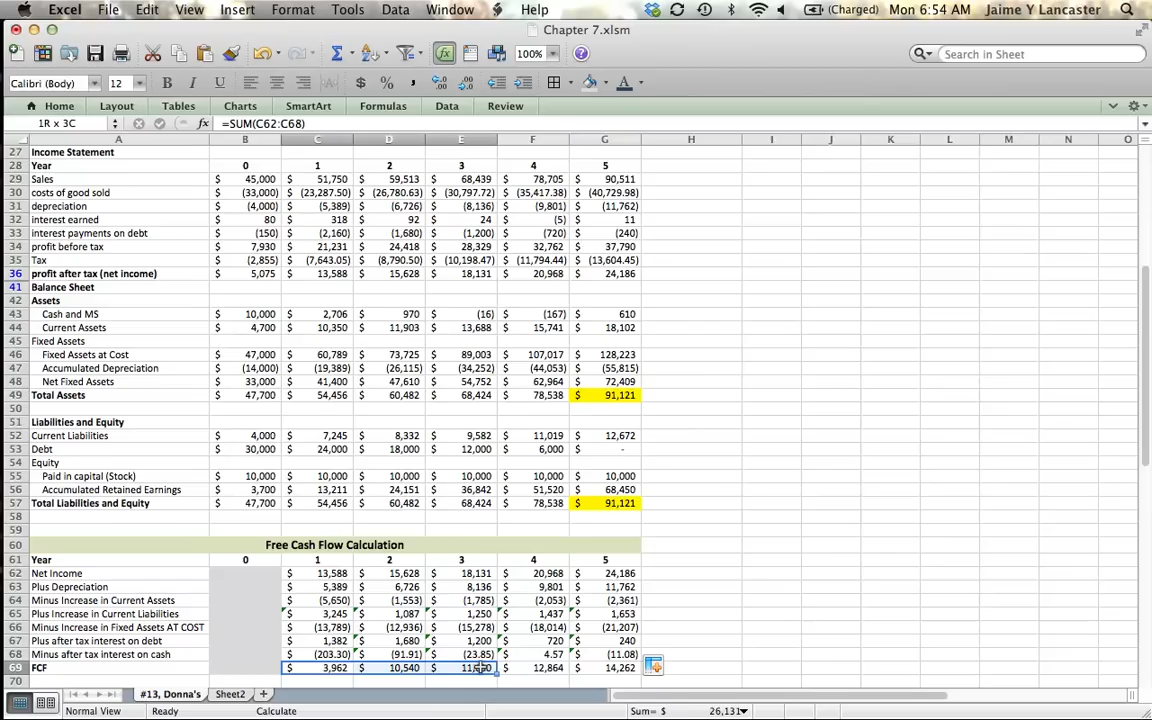 Excel File Edit View Insert Format Tools Data Window Help (Charged) Mon 6:54 AM Jaime Y Lancaster
Chapter 7.xlsm
100% Search in Sheet
Calibri (Body) 12 B I U $ %
Home Layout Tables Charts SmartArt Formulas Data Review
1R x 3C fx =SUM(C62:C68)
A B C D E F G H I J K L M N O
27 Income Statement
28 Year 0 1 2 3 4 5
29 Sales $ 45,000 $ 51,750 $ 59,513 $ 68,439 $ 78,705 $ 90,511
30 costs of good sold $ (33,000) $ (23,287.50) $ (26,780.63) $ (30,797.72) $ (35,417.38) $ (40,729.98)
31 depreciation $ (4,000) $ (5,389) $ (6,726) $ (8,136) $ (9,801) $ (11,762)
32 interest earned $ 80 $ 318 $ 92 $ 24 $ (5) $ 11
33 interest payments on debt $ (150) $ (2,160) $ (1,680) $ (1,200) $ (720) $ (240)
34 profit before tax $ 7,930 $ 21,231 $ 24,418 $ 28,329 $ 32,762 $ 37,790
35 Tax $ (2,855) $ (7,643.05) $ (8,790.50) $ (10,198.47) $ (11,794.44) $ (13,604.45)
36 profit after tax (net income) $ 5,075 $ 13,588 $ 15,628 $ 18,131 $ 20,968 $ 24,186
41 Balance Sheet
42 Assets
43 Cash and MS $ 10,000 $ 2,706 $ 970 $ (16) $ (167) $ 610
44 Current Assets $ 4,700 $ 10,350 $ 11,903 $ 13,688 $ 15,741 $ 18,102
45 Fixed Assets
46 Fixed Assets at Cost $ 47,000 $ 60,789 $ 73,725 $ 89,003 $ 107,017 $ 128,223
47 Accumulated Depreciation $ (14,000) $ (19,389) $ (26,115) $ (34,252) $ (44,053) $ (55,815)
48 Net Fixed Assets $ 33,000 $ 41,400 $ 47,610 $ 54,752 $ 62,964 $ 72,409
49 Total Assets $ 47,700 $ 54,456 $ 60,482 $ 68,424 $ 78,538 $ 91,121
50
51 Liabilities and Equity
52 Current Liabilities $ 4,000 $ 7,245 $ 8,332 $ 9,582 $ 11,019 $ 12,672
53 Debt $ 30,000 $ 24,000 $ 18,000 $ 12,000 $ 6,000 $ -
54 Equity
55 Paid in capital (Stock) $ 10,000 $ 10,000 $ 10,000 $ 10,000 $ 10,000 $ 10,000
56 Accumulated Retained Earnings $ 3,700 $ 13,211 $ 24,151 $ 36,842 $ 51,520 $ 68,450
57 Total Liabilities and Equity $ 47,700 $ 54,456 $ 60,482 $ 68,424 $ 78,538 $ 91,121
58
59
60 Free Cash Flow Calculation
61 Year 0 1 2 3 4 5
62 Net Income $ 13,588 $ 15,628 $ 18,131 $ 20,968 $ 24,186
63 Plus Depreciation $ 5,389 $ 6,726 $ 8,136 $ 9,801 $ 11,762
64 Minus Increase in Current Assets $ (5,650) $ (1,553) $ (1,785) $ (2,053) $ (2,361)
65 Plus Increase in Current Liabilities $ 3,245 $ 1,087 $ 1,250 $ 1,437 $ 1,653
66 Minus Increase in Fixed Assets AT COST $ (13,789) $ (12,936) $ (15,278) $ (18,014) $ (21,207)
67 Plus after tax interest on debt $ 1,382 $ 1,680 $ 1,200 $ 720 $ 240
68 Minus after tax interest on cash $ (203.30) $ (91.91) $ (23.85) $ 4.57 $ (11.08)
69 FCF $ 3,962 $ 10,540 $ $ 12,864 $ 14,262
70
#13, Donna's Sheet2
Normal View Ready Calculate Sum= $ 26,131